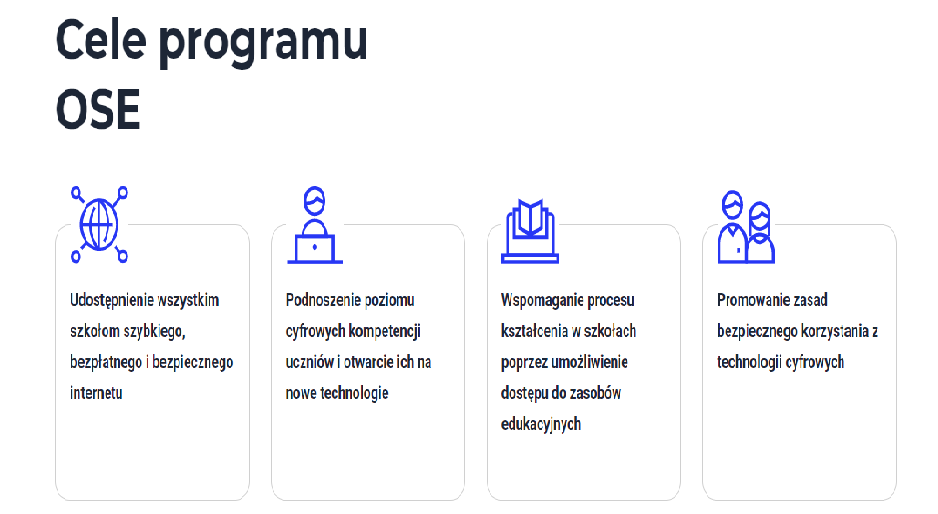 Cele programu
OSE
Udostępnienie wszystkim
szkołom szybkiego,
bezpłatnego i bezpiecznego
internetu
Podnoszenie poziomu
cyfrowych kompetencji
uczniów i otwarcie ich na
nowe technologie
Wspomaganie procesu
kształcenia w szkołach
poprzez umożliwienie
dostępu do zasobów
edukacyjnych
Promowanie zasad
bezpiecznego korzystania z
technologii cyfrowych